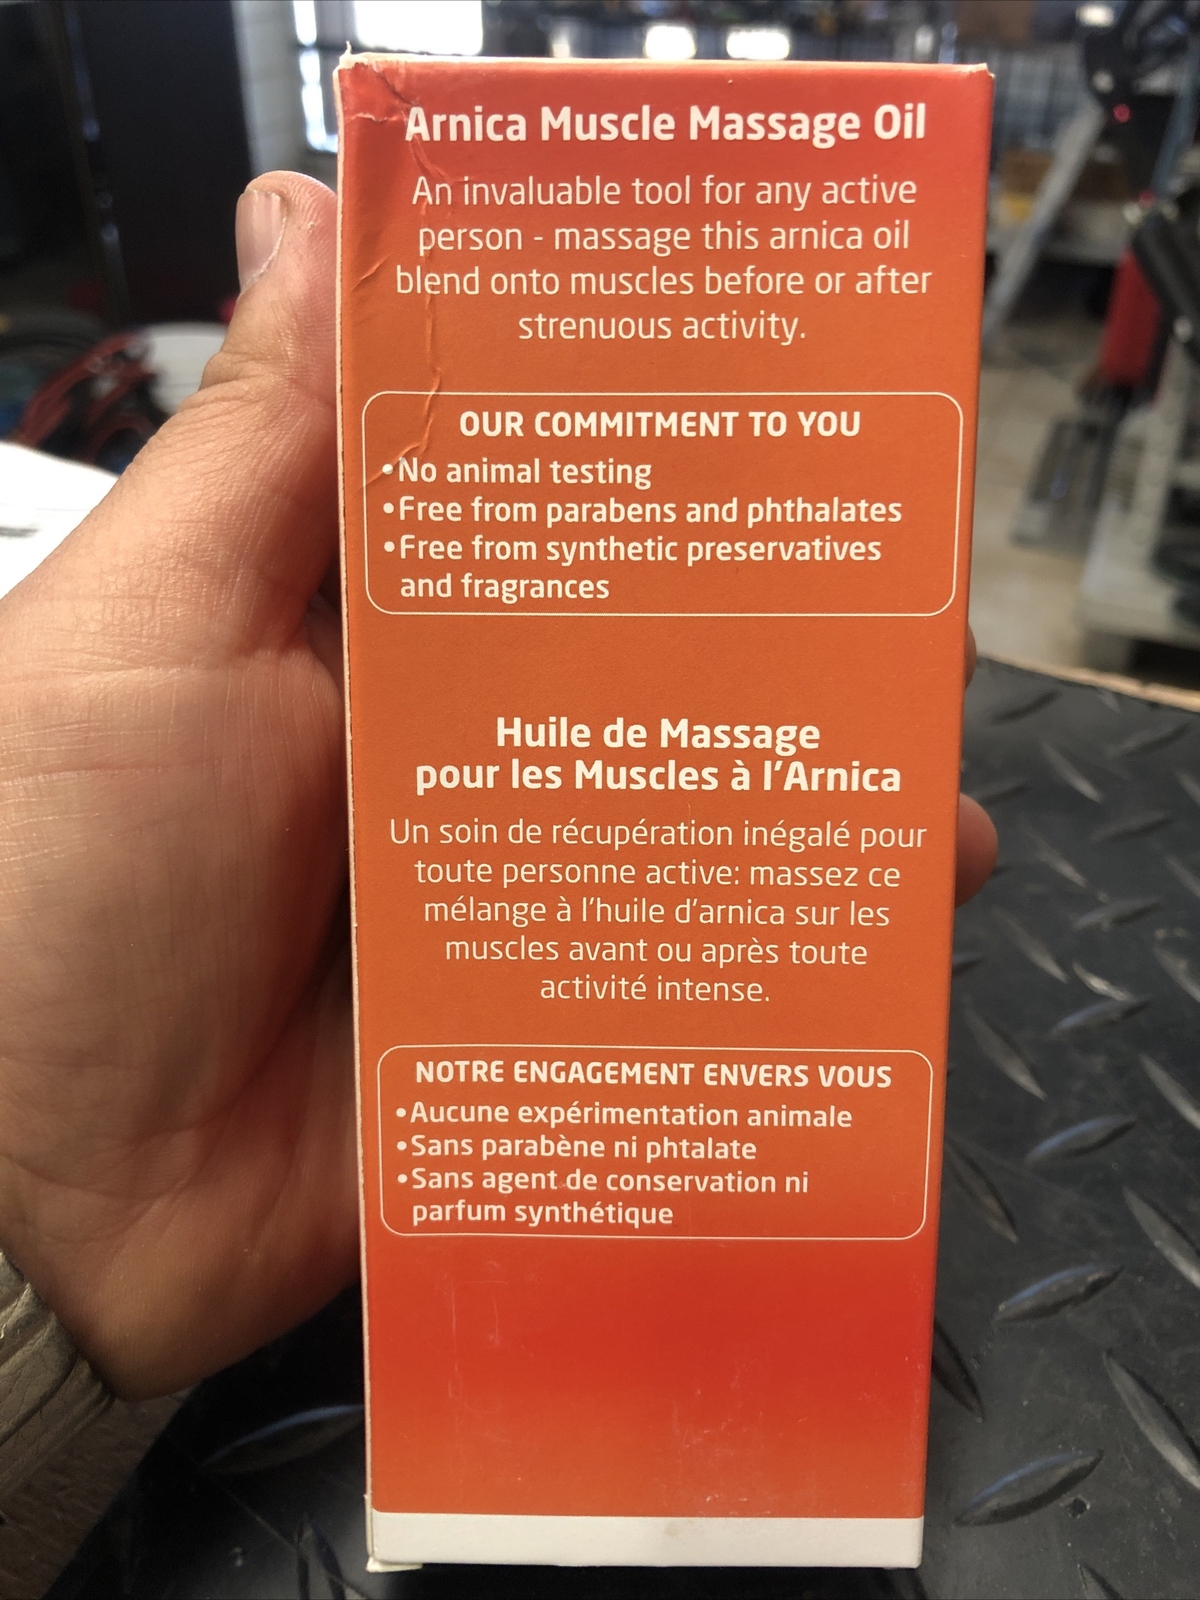 Arnica Muscle Massage Oil
An invaluable tool for any active
person - massage this arnica oil
blend onto muscles before or after
strenuous activity.
OUR COMMITMENT TO YOU
•No animal testing
•Free from parabens and phthalates
•Free from synthetic preservatives
and fragrances
Huile de Massage
pour les Muscles à l'Arnica
Un soin de récupération inégalé pour
toute personne active: massez ce
mélange à l'huile d'arnica sur les
muscles avant ou après toute
activité intense.
NOTRE ENGAGEMENT ENVERS VOUS
•Aucune expérimentation animale
•Sans parabène ni phtalate
•Sans agent de conservation ni
parfum synthétique